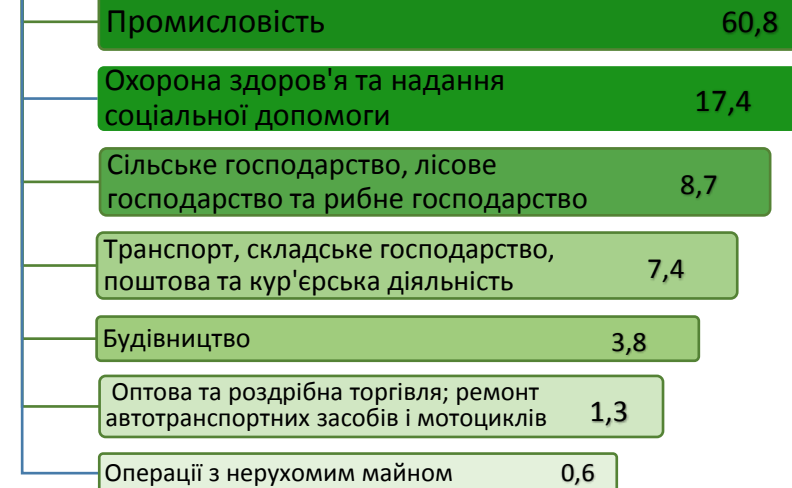 Промисловість 60,8
Охорона здоров'я та надання
соціальної допомоги 17,4
Сільське господарство, лісове
господарство та рибне господарство 8,7
Транспорт, складське господарство,
поштова та кур'єрська діяльність 7,4
Будівництво 3,8
Оптова та роздрібна торгівля; ремонт
автотранспортних засобів і мотоциклів 1,3
Операції з нерухомим майном 0,6